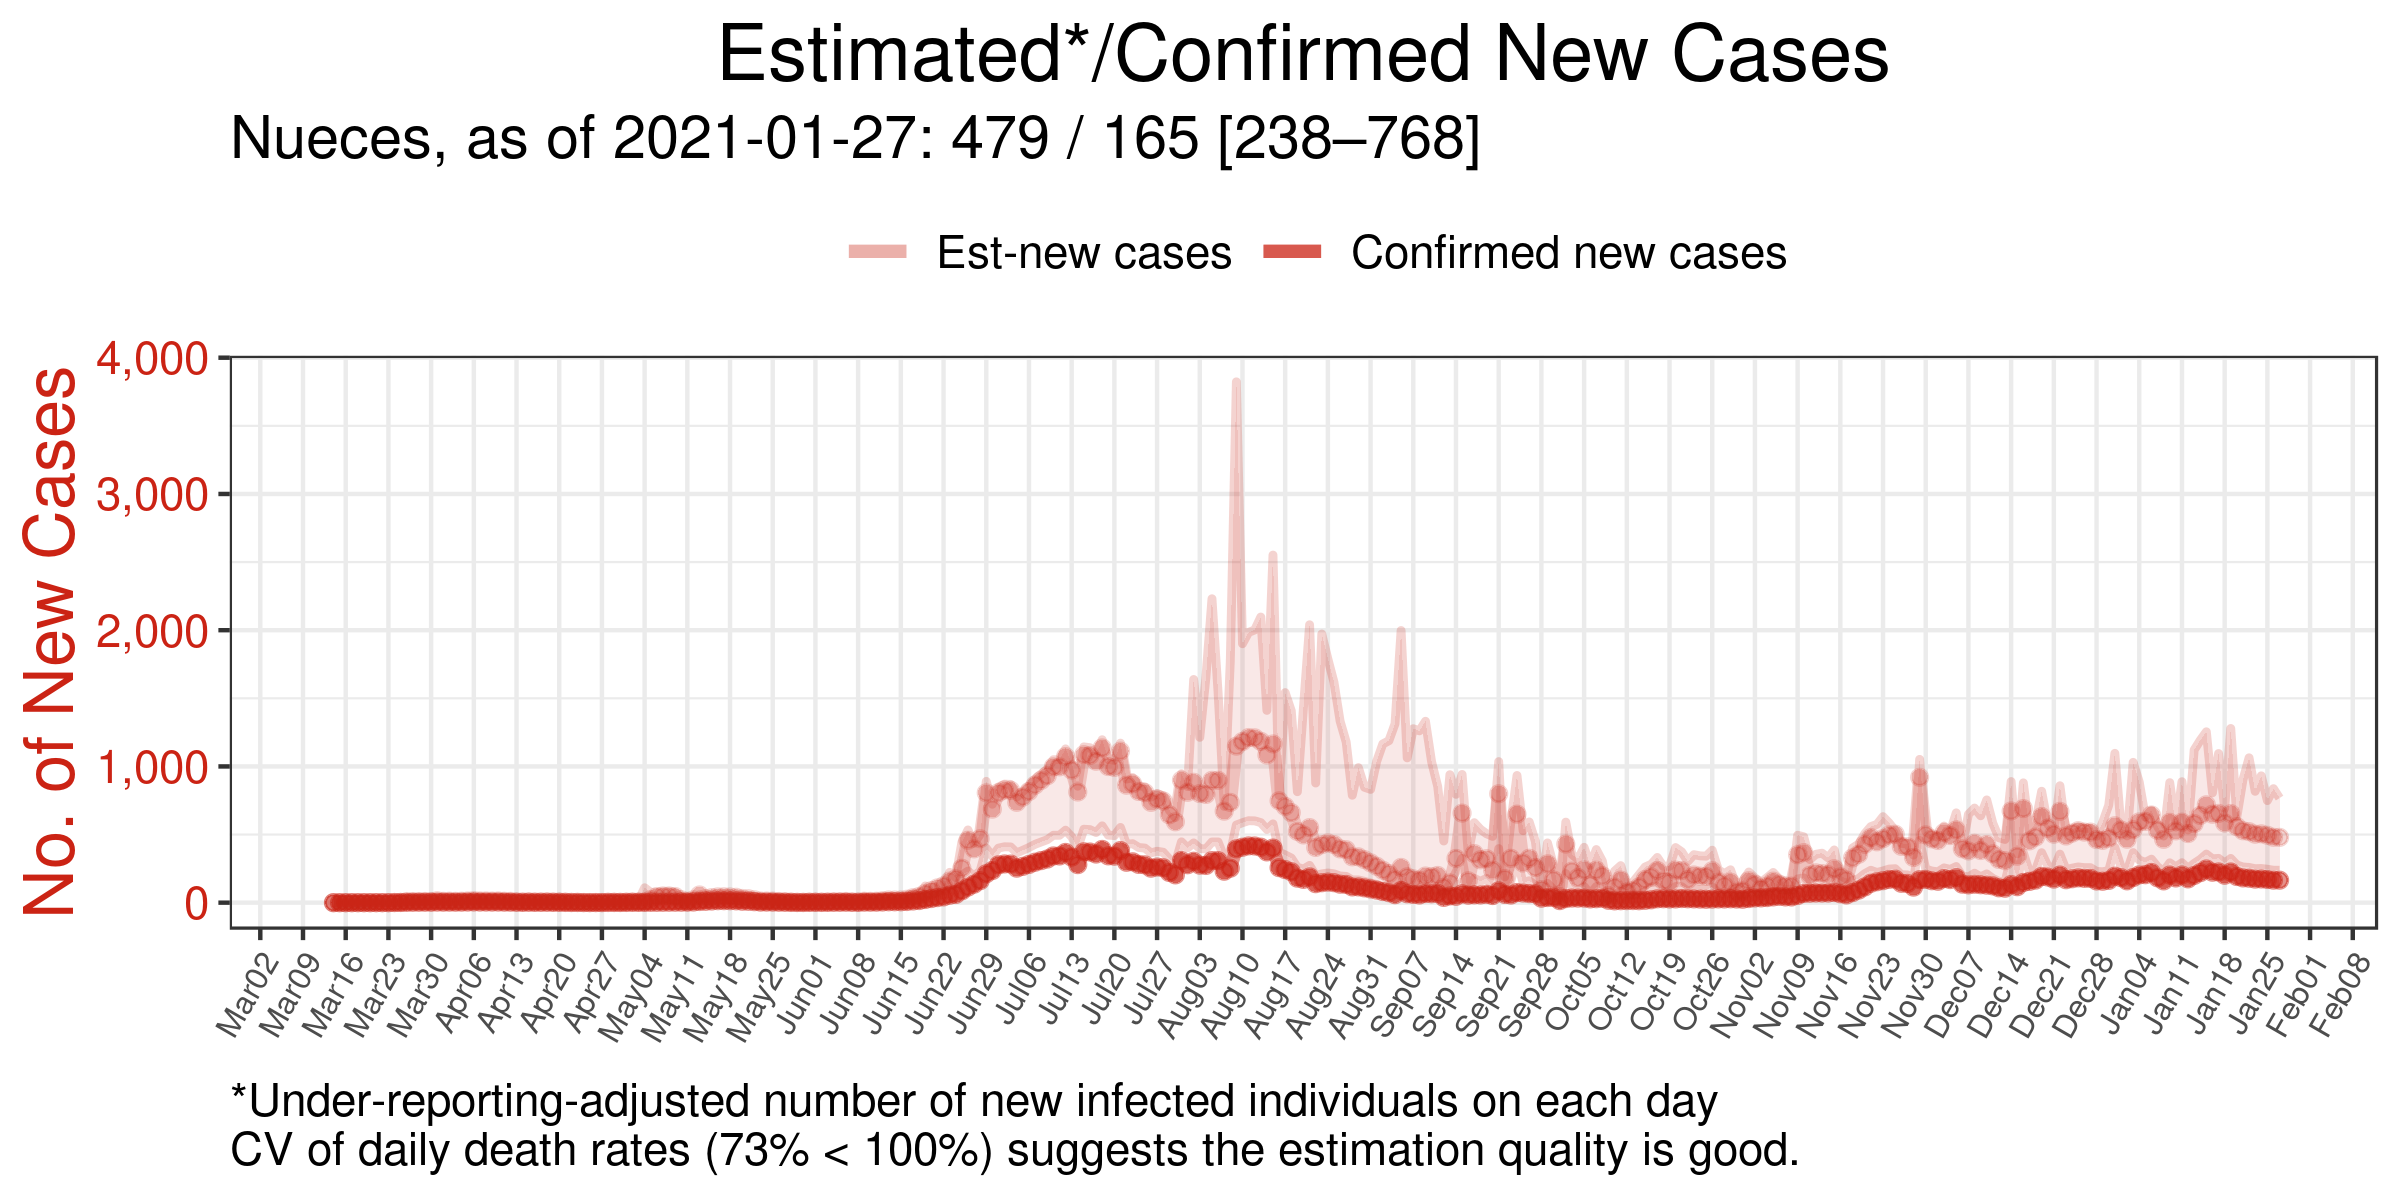 Estimated*/Confirmed New Cases
Nueces, as of 2021-01-27: 479 / 165 [238–768]
Est-new cases Confirmed new cases
No. of New Cases
4,000
3,000
2,000
1,000
0
Mar02 Mar09 Mar16 Mar23 Mar30 Apr06 Apr13 Apr20 Apr27 May04 May11 May18 May25 Jun01 Jun08 Jun15 Jun22 Jun29 Jul06 Jul13 Jul20 Jul27 Aug03 Aug10 Aug17 Aug24 Aug31 Sep07 Sep14 Sep21 Sep28 Oct05 Oct12 Oct19 Oct26 Nov02 Nov09 Nov16 Nov23 Nov30 Dec07 Dec14 Dec21 Dec28 Jan04 Jan11 Jan18 Jan25 Feb01 Feb08
*Under-reporting-adjusted number of new infected individuals on each day
CV of daily death rates (73% < 100%) suggests the estimation quality is good.